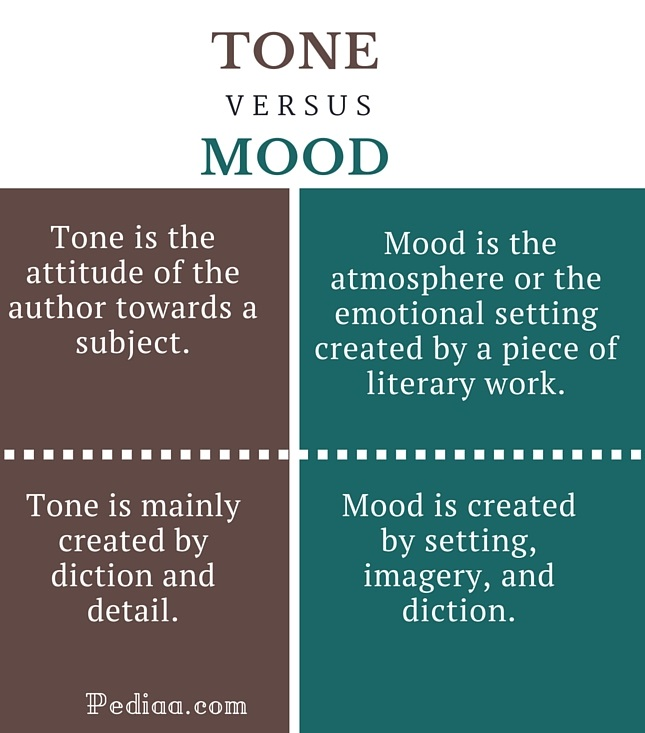 TONE
VERSUS
MOOD
Tone is the
attitude of the
author towards a
subject.
Mood is the
atmosphere or the
emotional setting
created by a piece of
literary work.
Tone is mainly
created by
diction and
detail.
Mood is created
by setting,
imagery, and
diction.
Pediaa.com